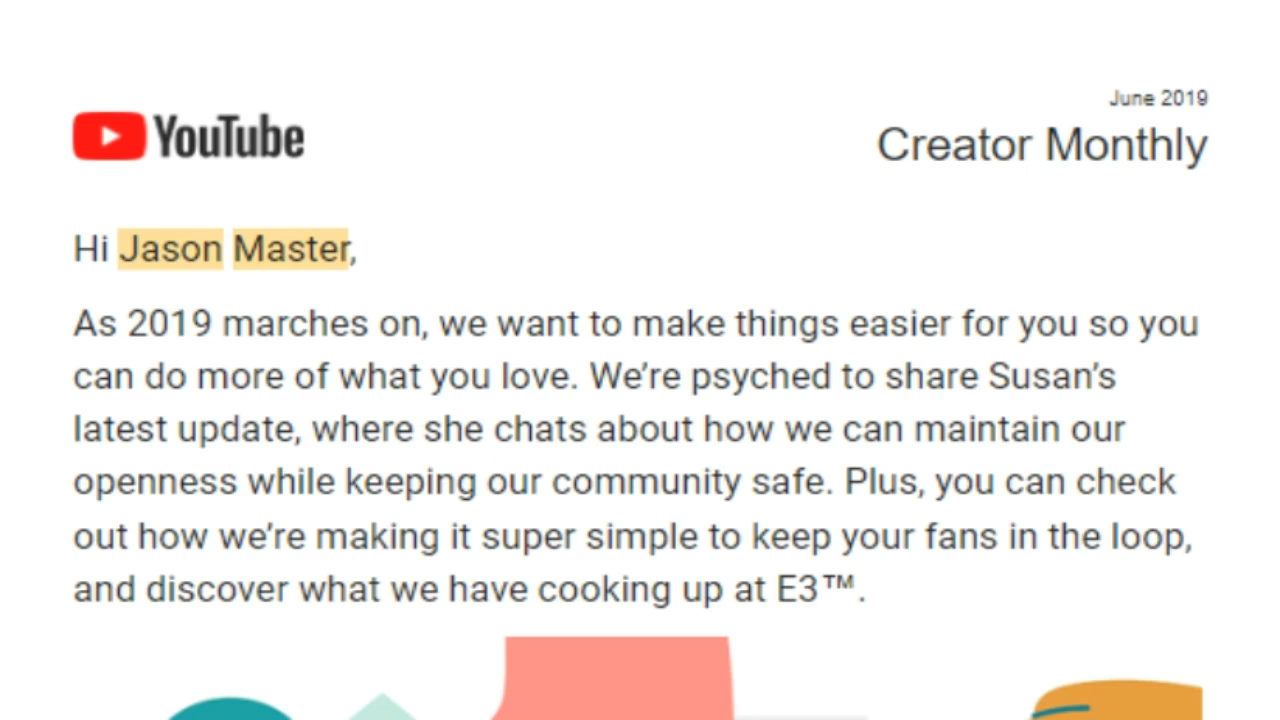 June 2019
YouTube
Creator Monthly
Hi Jason Master,
As 2019 marches on, we want to make things easier for you so you
can do more of what you love. We’re psyched to share Susan’s
latest update, where she chats about how we can maintain our
openness while keeping our community safe. Plus, you can check
out how we’re making it super simple to keep your fans in the loop,
and discover what we have cooking up at E3™.